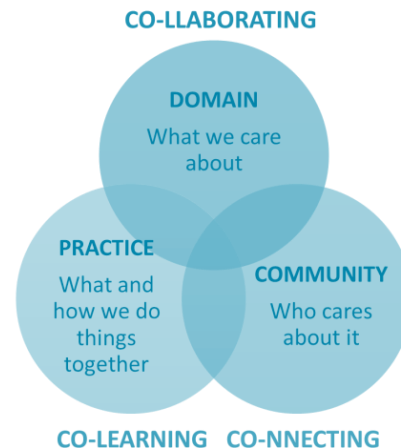 CO-LLABORATING
DOMAIN
What we care
about
PRACTICE
What and
how we do
things
together
COMMUNITY
Who cares
about it
CO-LEARNING CO-NNECTING